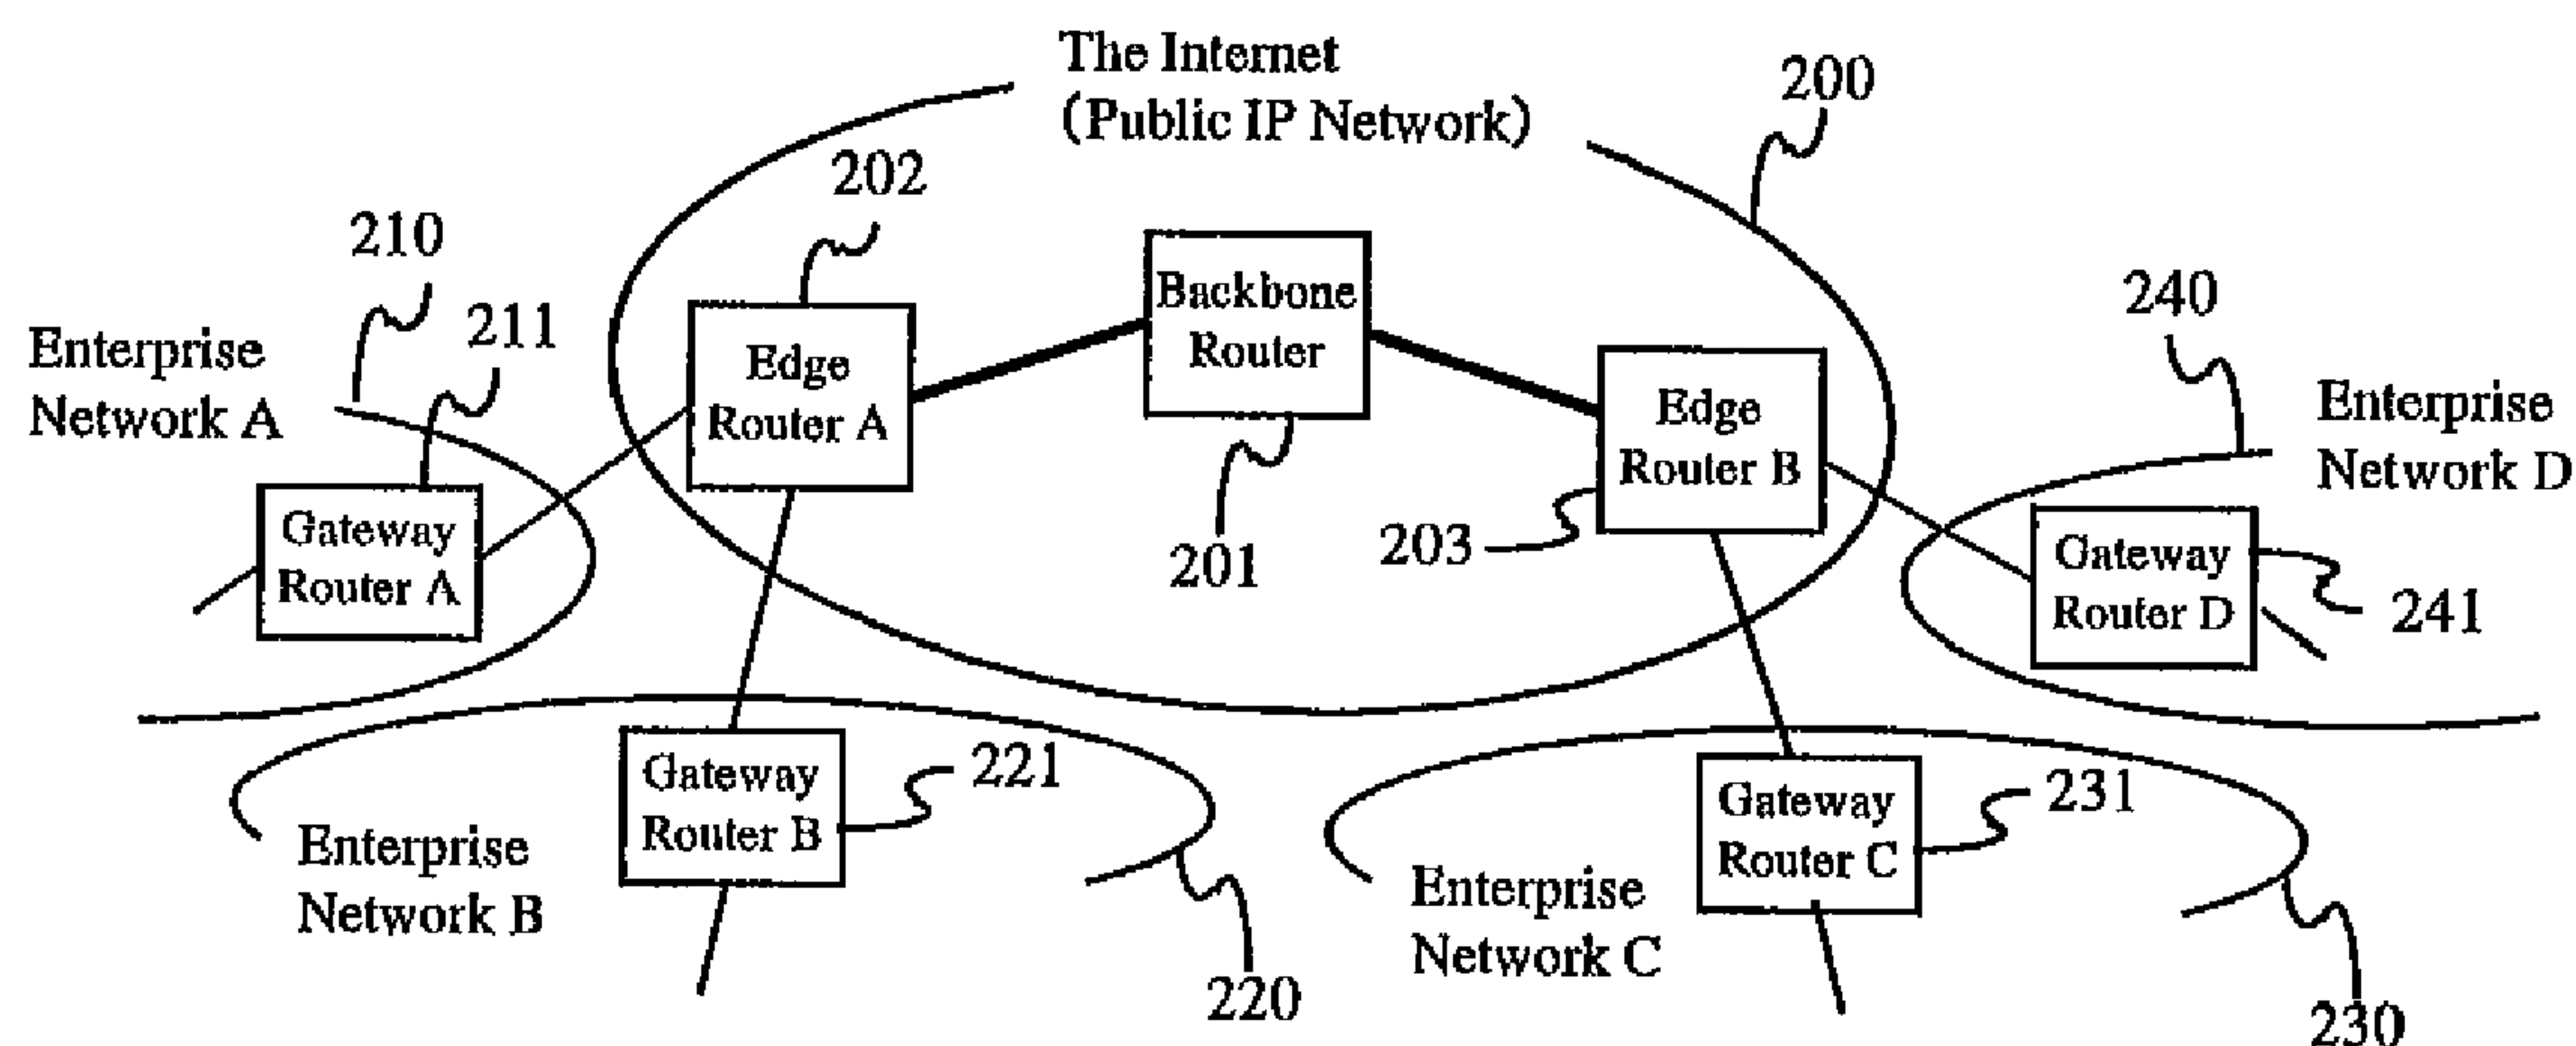 The Internet
(Public IP Network)
200
202
210
211
Enterprise
Network A
Edge
Router A
Backbone
Router
201
Edge
Router B
203
240
Enterprise
Network D
Gateway
Router A
Gateway
Router D
241
Gateway
Router B
221
Enterprise
Network B
220
Gateway
Router C
231
Enterprise
Network C
230